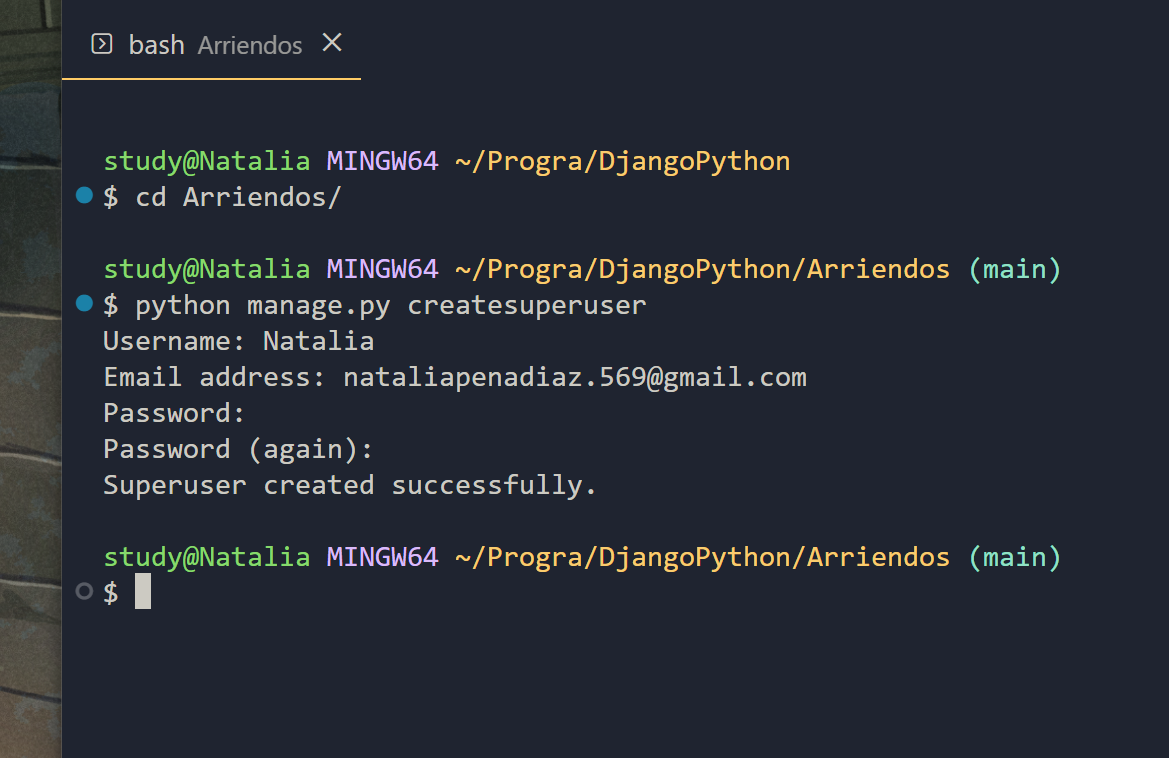 bash Arriendos
study@Natalia MINGW64 ~/Progra/DjangoPython
$ cd Arriendos/
study@Natalia MINGW64 ~/Progra/DjangoPython/Arriendos (main)
$ python manage.py createsuperuser
Username: Natalia
Email address: nataliapenadiaz.569@gmail.com
Password:
Password (again):
Superuser created successfully.
study@Natalia MINGW64 ~/Progra/DjangoPython/Arriendos (main)
$